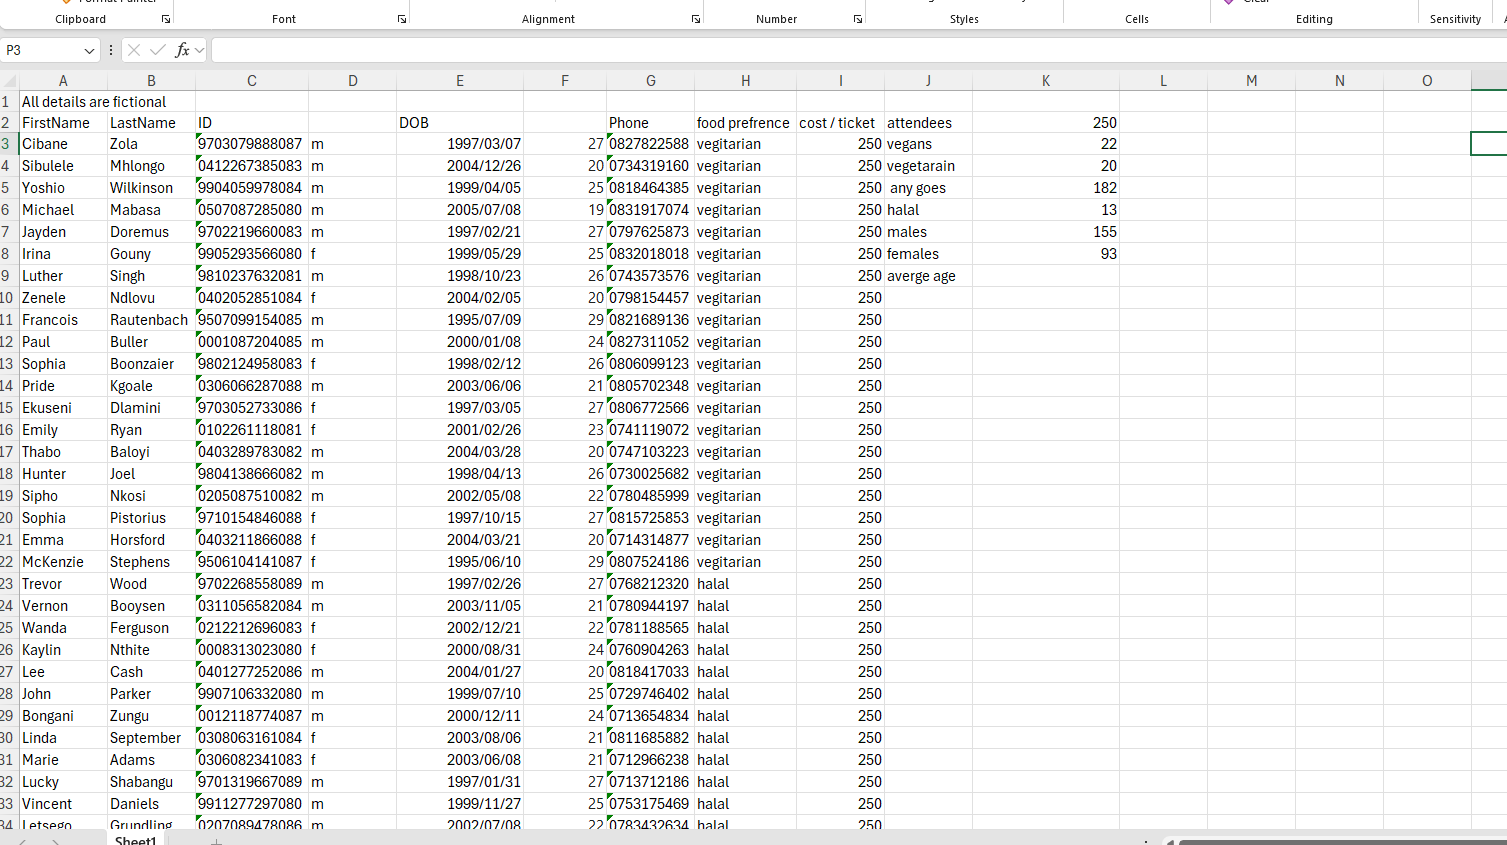 Clipboard Font Alignment Number Styles Cells Editing Sensitivity
P3 fx
A B C D E F G H I J K L M N O
1 All details are fictional
2 FirstName LastName ID DOB Phone food prefrence cost / ticket attendees 250
3 Cibane Zola 9703079888087 m 1997/03/07 27 0827822588 vegitarian 250 vegans 22
4 Sibulele Mhlongo 0412267385083 m 2004/12/26 20 0734319160 vegitarian 250 vegetarain 20
5 Yoshio Wilkinson 9904059978084 m 1999/04/05 25 0818464385 vegitarian 250 any goes 182
6 Michael Mabasa 0507087285080 m 2005/07/08 19 0831917074 vegitarian 250 halal 13
7 Jayden Doremus 9702219660083 m 1997/02/21 27 0797625873 vegitarian 250 males 155
8 Irina Gouny 9905293566080 f 1999/05/29 25 0832018018 vegitarian 250 females 93
9 Luther Singh 9810237632081 m 1998/10/23 26 0743573576 vegitarian 250 averge age
10 Zenele Ndlovu 0402052851084 f 2004/02/05 20 0798154457 vegitarian 250
11 Francois Rautenbach 9507099154085 m 1995/07/09 29 0821689136 vegitarian 250
12 Paul Buller 0001087204085 m 2000/01/08 24 0827311052 vegitarian 250
13 Sophia Boonzaier 9802124958083 f 1998/02/12 26 0806099123 vegitarian 250
14 Pride Kgoale 0306066287088 m 2003/06/06 21 0805702348 vegitarian 250
15 Ekuseni Dlamini 9703052733086 f 1997/03/05 27 0806772566 vegitarian 250
16 Emily Ryan 0102261118081 f 2001/02/26 23 0741119072 vegitarian 250
17 Thabo Baloyi 0403289783082 m 2004/03/28 20 0747103223 vegitarian 250
18 Hunter Joel 9804138666082 m 1998/04/13 26 0730025682 vegitarian 250
19 Sipho Nkosi 0205087510082 m 2002/05/08 22 0780485999 vegitarian 250
20 Sophia Pistorius 9710154846088 f 1997/10/15 27 0815725853 vegitarian 250
21 Emma Horsford 0403211866088 f 2004/03/21 20 0714314877 vegitarian 250
22 McKenzie Stephens 9506104141087 f 1995/06/10 29 0807524186 vegitarian 250
23 Trevor Wood 9702268558089 m 1997/02/26 27 0768212320 halal 250
24 Vernon Booysen 0311056582084 m 2003/11/05 21 0780944197 halal 250
25 Wanda Ferguson 0212212696083 f 2002/12/21 22 0781188565 halal 250
26 Kaylin Nthite 0008313023080 f 2000/08/31 24 0760904263 halal 250
27 Lee Cash 0401277252086 m 2004/01/27 20 0818417033 halal 250
28 John Parker 9907106332080 m 1999/07/10 25 0729746402 halal 250
29 Bongani Zungu 0012118774087 m 2000/12/11 24 0713654834 halal 250
30 Linda September 0308063161084 f 2003/08/06 21 0811685882 halal 250
31 Marie Adams 0306082341083 f 2003/06/08 21 0712966238 halal 250
32 Lucky Shabangu 9701319667089 m 1997/01/31 27 0713712186 halal 250
33 Vincent Daniels 9911277297080 m 1999/11/27 25 0753175469 halal 250
34 Letsego Grundling 0207089478086 m 2002/07/08 22 0783432634 halal 250
Sheet1